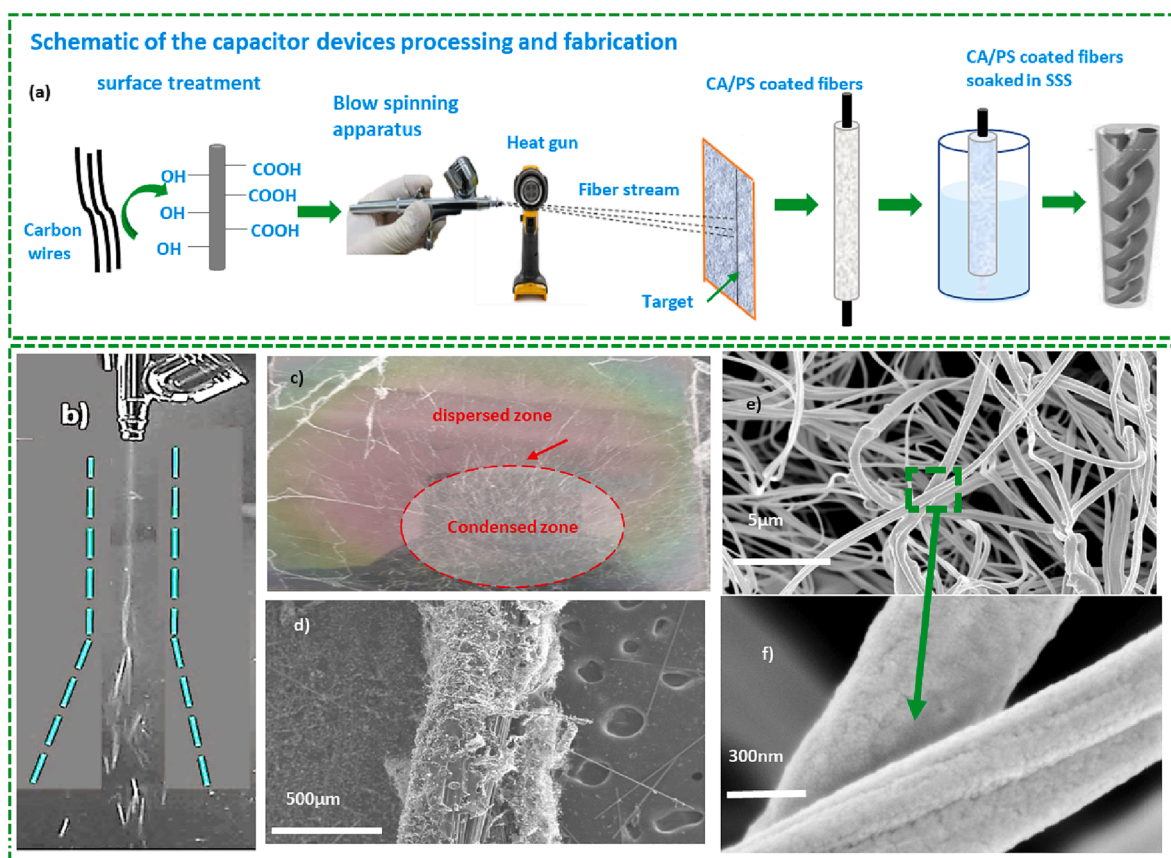 Schematic of the capacitor devices processing and fabrication
(a)
surface treatment
Carbon
wires
OH
OH
OH
COOH
COOH
COOH
Blow spinning
apparatus
Heat gun
Fiber stream
Target
CA/PS coated fibers
CA/PS coated fibers
soaked in SSS
b)
c)
dispersed zone
Condensed zone
d)
500μm
e)
5μm
f)
300nm